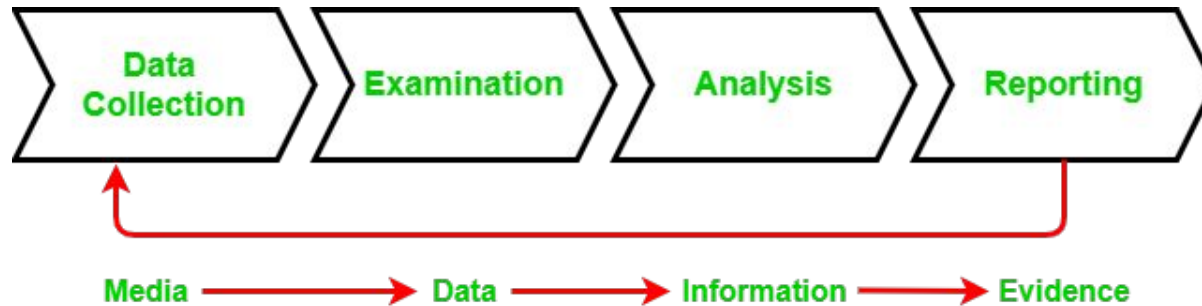 Data
Collection
Examination
Analysis
Reporting
Media
Data
Information
Evidence